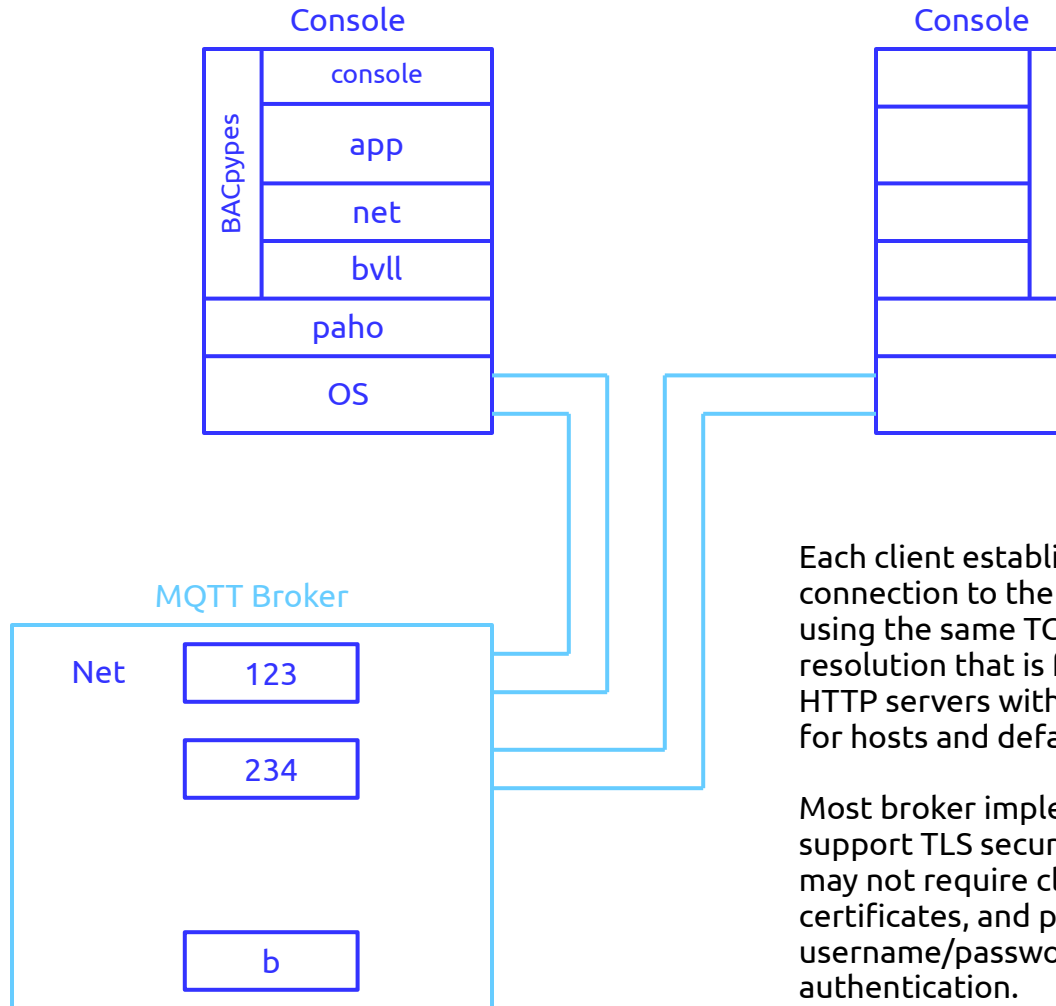 Console
console
BACpypes
app
net
bvll
paho
OS
Console
MQTT Broker
Net
123
234
b
Each client establi
connection to the
using the same TC
resolution that is
HTTP servers with
for hosts and defa
Most broker imple
support TLS secur
may not require cl
certificates, and p
username/passwo
authentication.